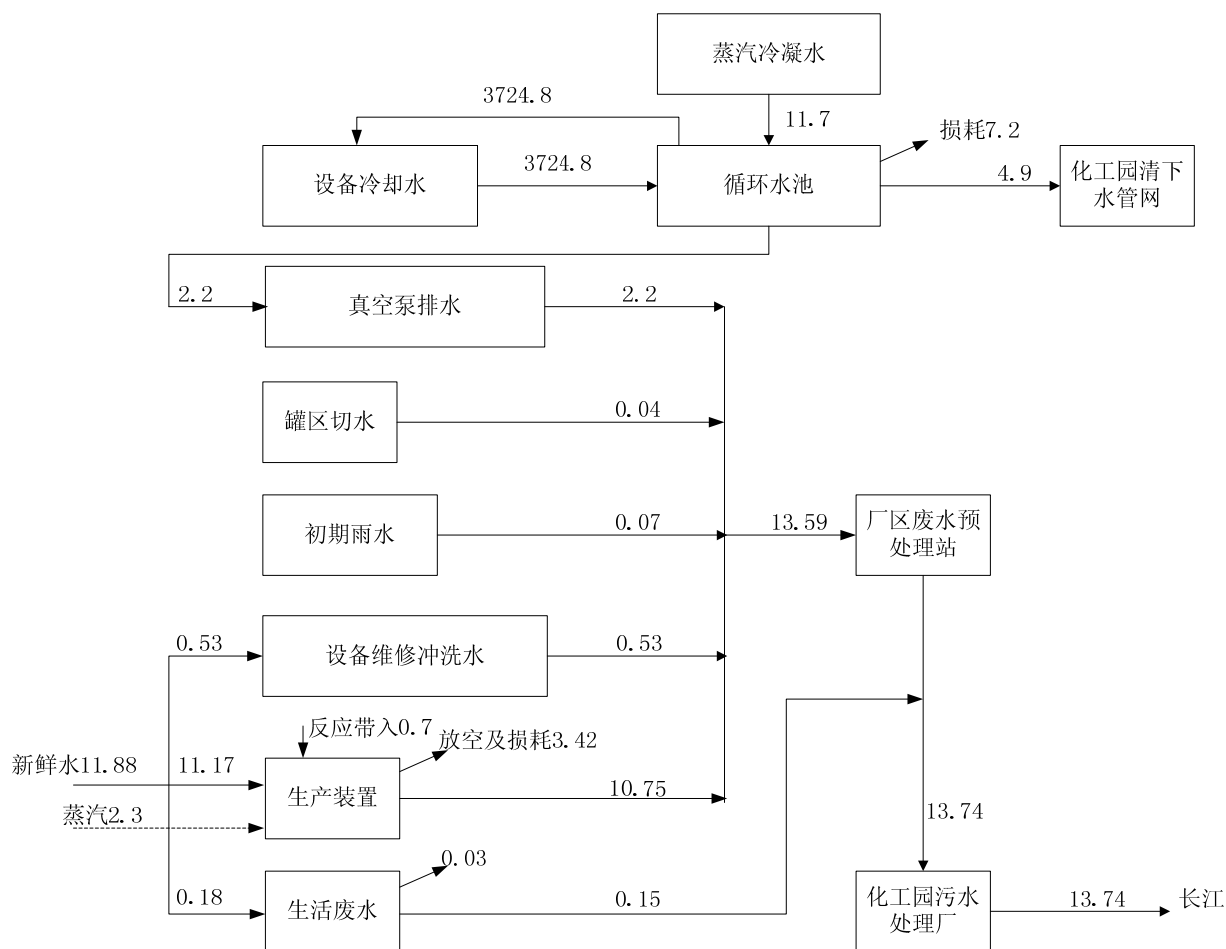 蒸汽冷凝水
3724.8
11.7
损耗7.2
设备冷却水
3724.8
循环水池
4.9
化工园清下
水管网
2.2
真空泵排水
2.2
罐区切水
0.04
初期雨水
0.07
13.59
厂区废水预
处理站
0.53
设备维修冲洗水
0.53
反应带入0.7
放空及损耗3.42
新鲜水11.88
11.17
生产装置
10.75
蒸汽2.3
13.74
0.03
0.18
生活废水
0.15
化工园污水
处理厂
13.74
长江